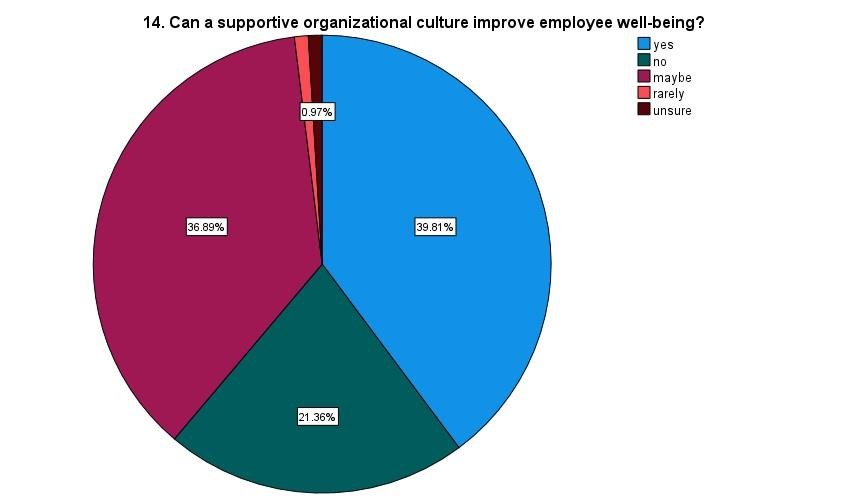 14. Can a supportive organizational culture improve employee well-being?
yes
no
maybe
rarely
unsure
0.97%
36.89%
39.81%
21.36%